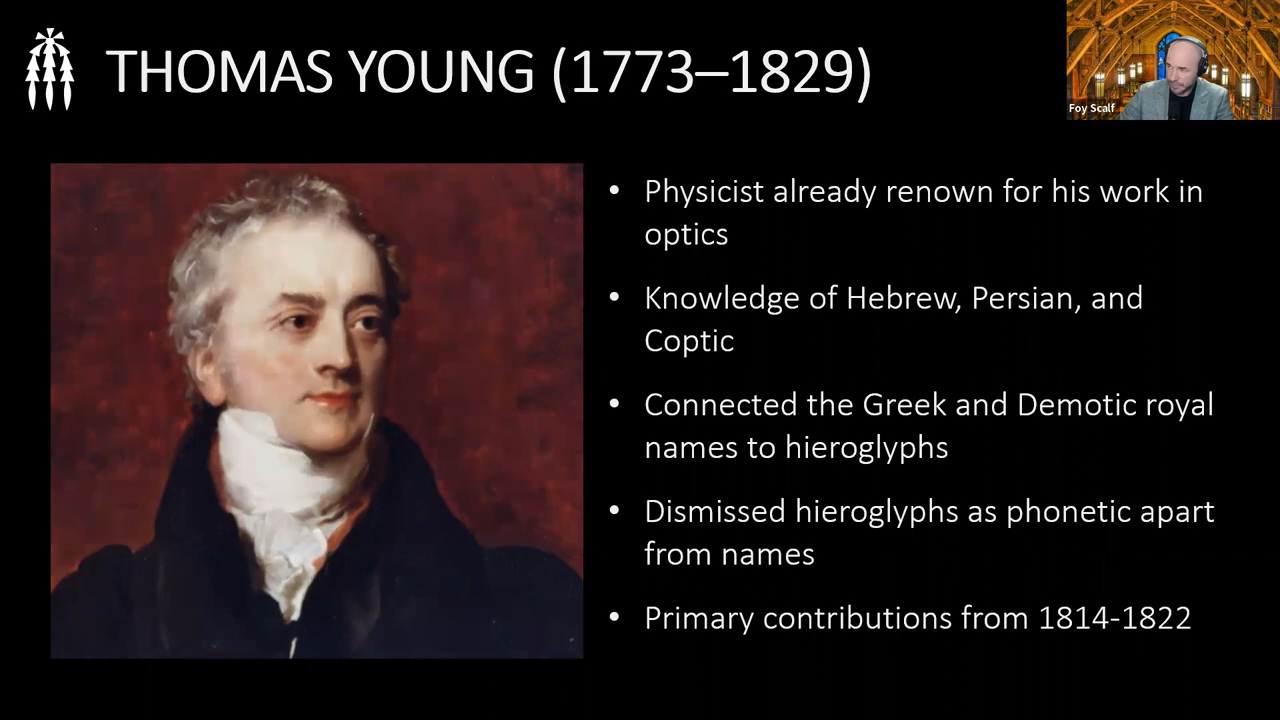 THOMAS YOUNG (1773–1829)
Foy Scalf
• Physicist already renown for his work in
optics
• Knowledge of Hebrew, Persian, and
Coptic
• Connected the Greek and Demotic royal
names to hieroglyphs
• Dismissed hieroglyphs as phonetic apart
from names
• Primary contributions from 1814-1822